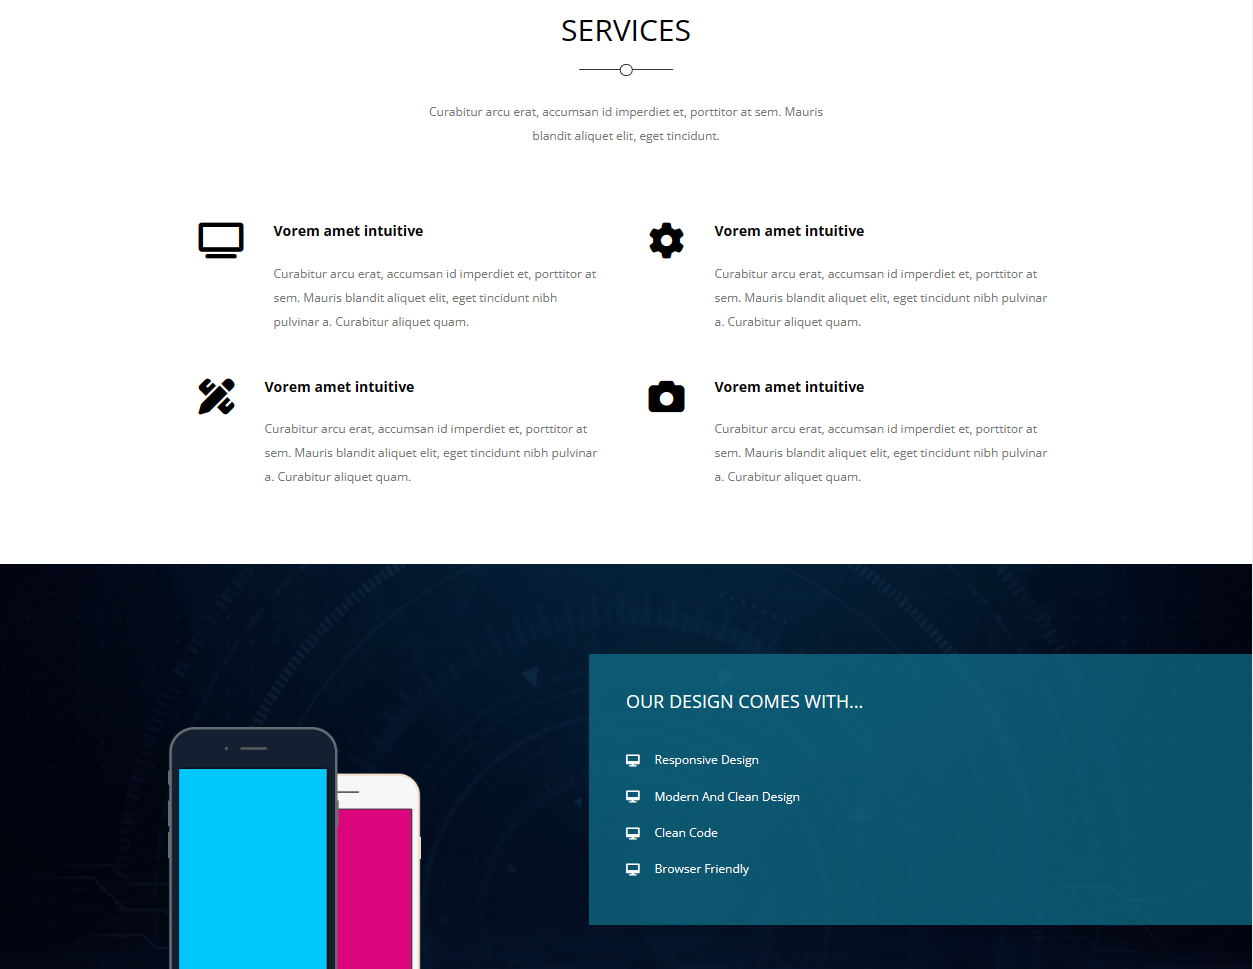 SERVICES
Curabitur arcu erat, accumsan id imperdiet et, porttitor at sem. Mauris
blandit aliquet elit, eget tincidunt.
Vorem amet intuitive
Curabitur arcu erat, accumsan id imperdiet et, porttitor at
sem. Mauris blandit aliquet elit, eget tincidunt nibh
pulvinar a. Curabitur aliquet quam.
Vorem amet intuitive
Curabitur arcu erat, accumsan id imperdiet et, porttitor at
sem. Mauris blandit aliquet elit, eget tincidunt nibh pulvinar
a. Curabitur aliquet quam.
Vorem amet intuitive
Curabitur arcu erat, accumsan id imperdiet et, porttitor at
sem. Mauris blandit aliquet elit, eget tincidunt nibh pulvinar
a. Curabitur aliquet quam.
Vorem amet intuitive
Curabitur arcu erat, accumsan id imperdiet et, porttitor at
sem. Mauris blandit aliquet elit, eget tincidunt nibh pulvinar
a. Curabitur aliquet quam.
OUR DESIGN COMES WITH...
Responsive Design
Modern And Clean Design
Clean Code
Browser Friendly